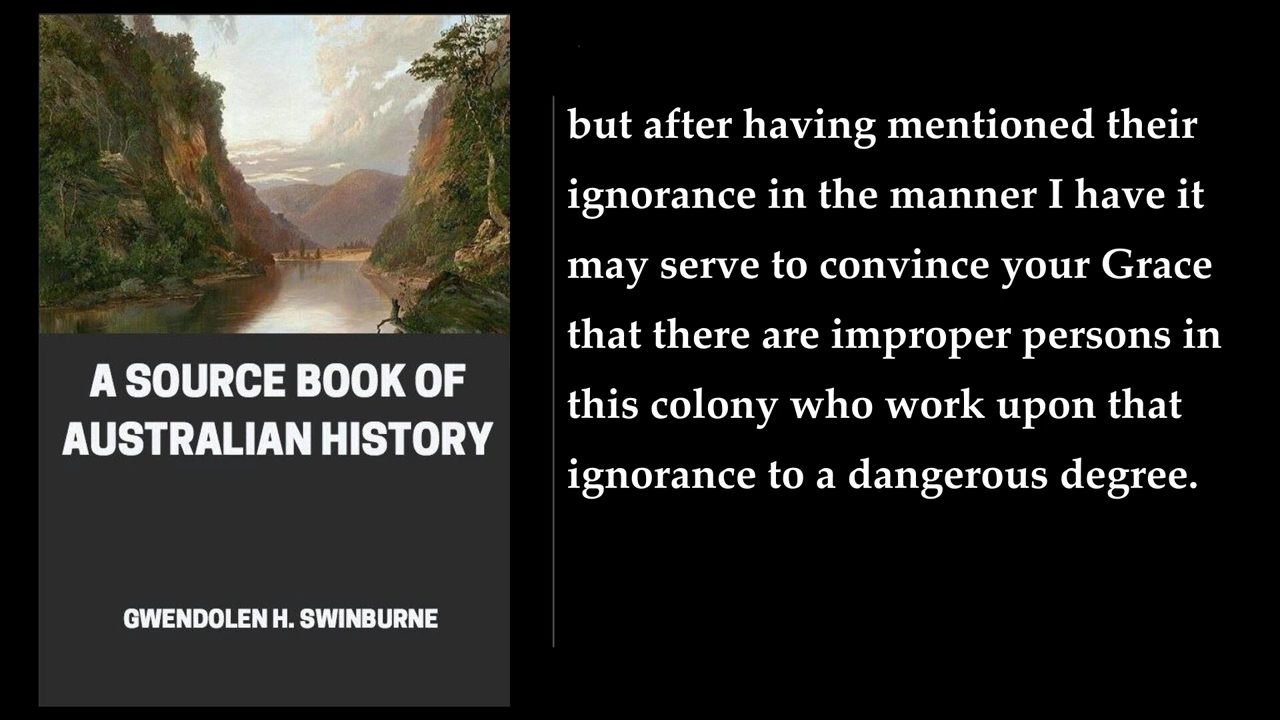 A SOURCE BOOK OF
AUSTRALIAN HISTORY
GWENDOLEN H. SWINBURNE
but after having mentioned their
ignorance in the manner I have it
may serve to convince your Grace
that there are improper persons in
this colony who work upon that
ignorance to a dangerous degree.